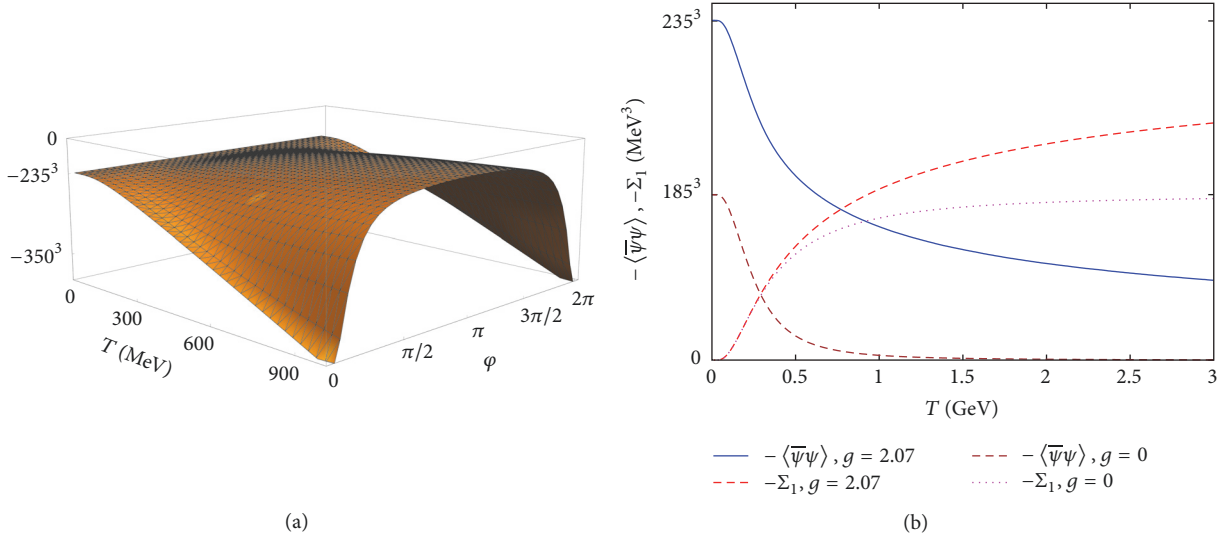 0
−235³
−350³
0
300
600
900
T (MeV)
0
π/2
π
3π/2
2π
φ
(a)
235³
185³
0
− ⟨ψ̅ψ⟩ , −Σ₁ (MeV³)
0 0.5 1 1.5 2 2.5 3
T (GeV)
− ⟨ψ̅ψ⟩ , g = 2.07
−Σ₁, g = 2.07
− ⟨ψ̅ψ⟩ , g = 0
−Σ₁, g = 0
(b)